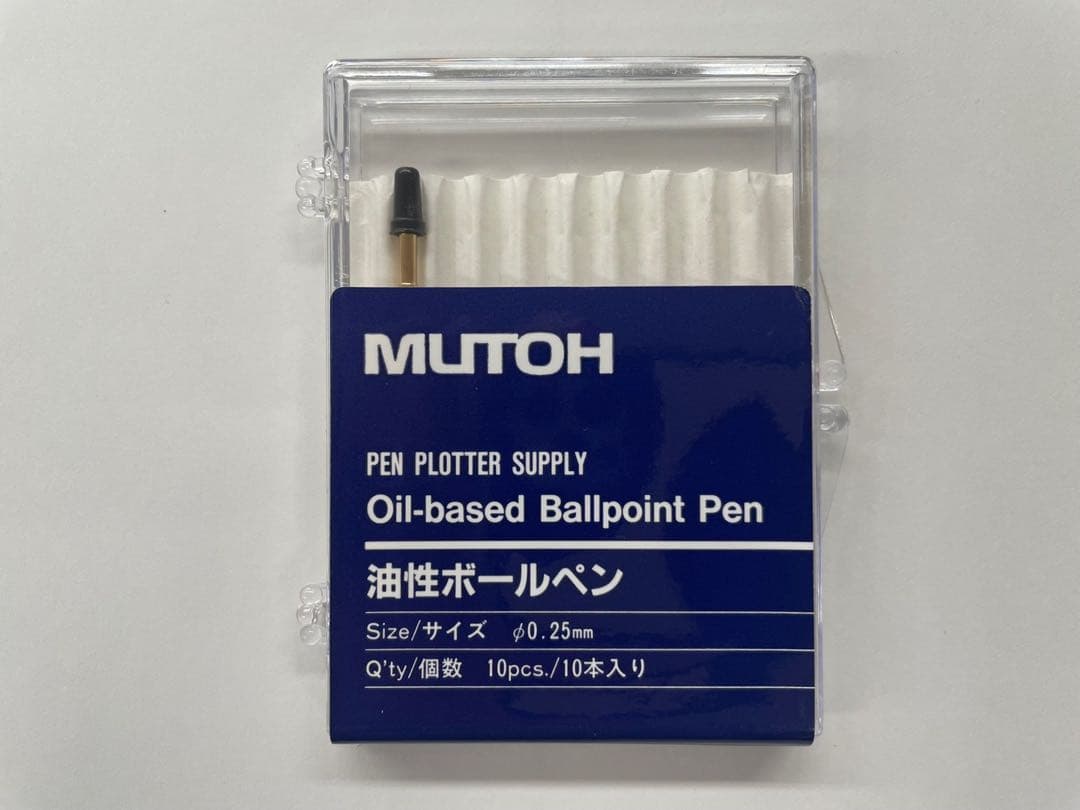 MUTOH
PEN PLOTTER SUPPLY
Oil-based Ballpoint Pen
油性ボールペン
Size/サイズ φ0.25mm
Q'ty/個数 10pcs./10本入り